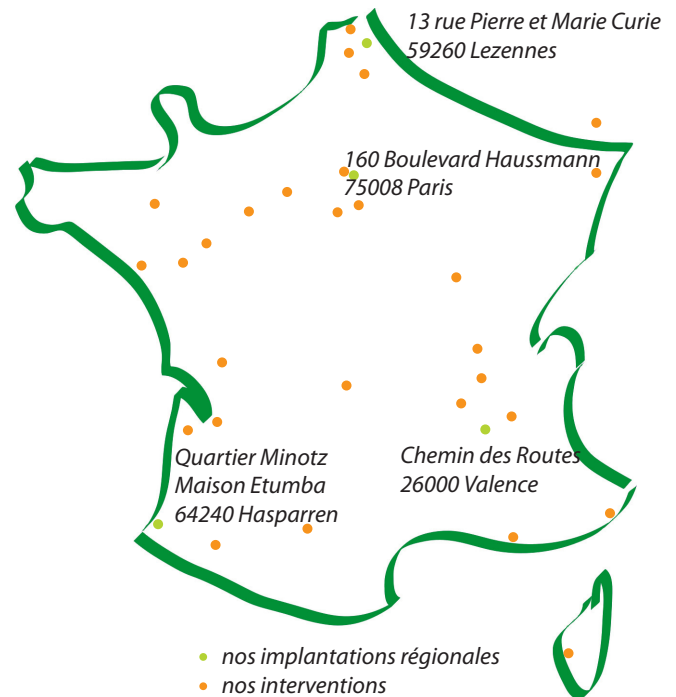 13 rue Pierre et Marie Curie
59260 Lezennes
160 Boulevard Haussmann
75008 Paris
Quartier Minotz
Maison Etumba
64240 Hasparren
Chemin des Routes
26000 Valence
nos implantations régionales
nos interventions